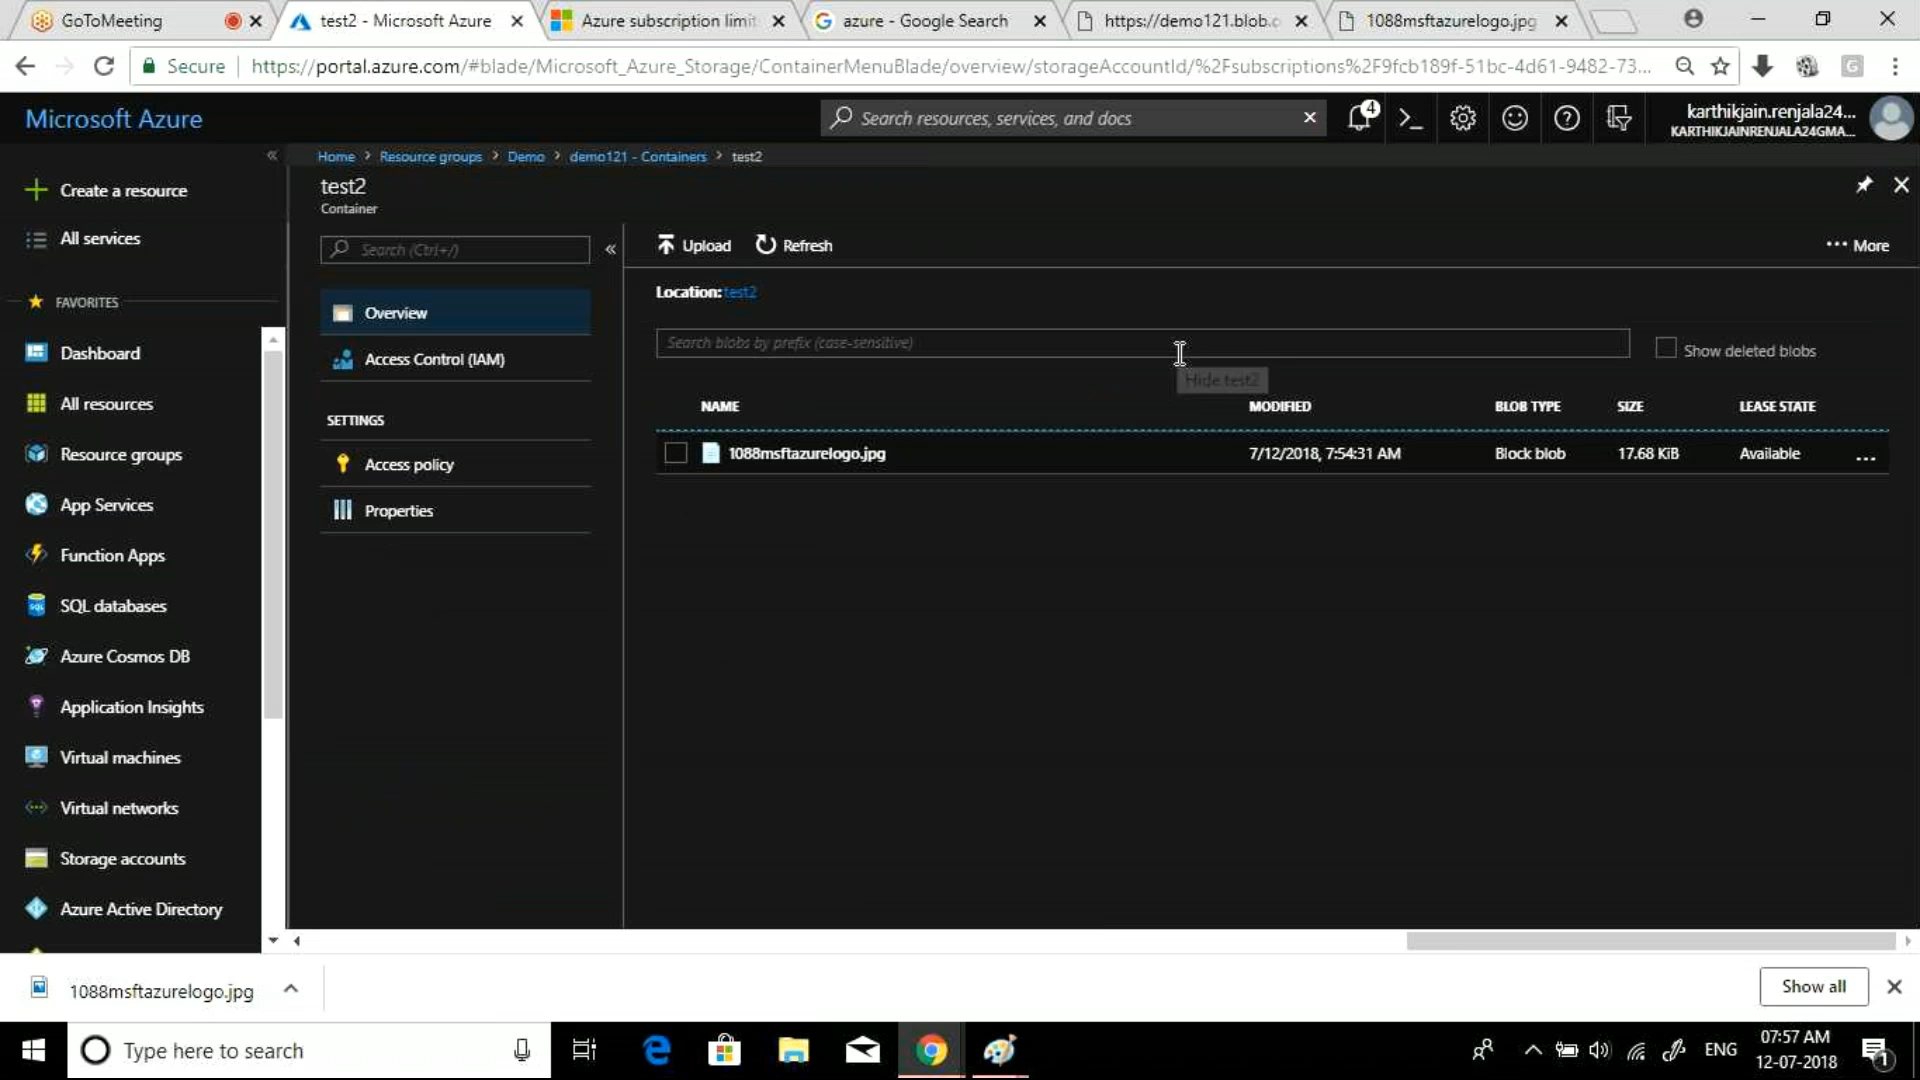 GoToMeeting
test2 - Microsoft Azure
Azure subscription limit
azure - Google Search
https://demo121.blob.c
1088msftazurelogo.jpg
Secure
https://portal.azure.com/#blade/Microsoft_Azure_Storage/ContainerMenuBlade/overview/storageAccountId/%2Fsubscriptions%2F9fcb189f-51bc-4d61-9482-73...
G
Microsoft Azure
Search resources, services, and docs
4
karthikjain.renjala24...
KARTHIKJAINRENJALA24GMA...
Home > Resource groups > Demo > demo121 - Containers > test2
Create a resource
All services
FAVORITES
Dashboard
All resources
Resource groups
App Services
Function Apps
SQL databases
Azure Cosmos DB
Application Insights
Virtual machines
Virtual networks
Storage accounts
Azure Active Directory
test2
Container
Search (Ctrl+/)
Overview
Access Control (IAM)
SETTINGS
Access policy
Properties
Upload
Refresh
... More
Location: test2
Search blobs by prefix (case-sensitive)
Show deleted blobs
Hide test2
NAME MODIFIED BLOB TYPE SIZE LEASE STATE
1088msftazurelogo.jpg 7/12/2018, 7:54:31 AM Block blob 17.68 KiB Available ...
1088msftazurelogo.jpg
Show all
Type here to search
ENG
07:57 AM
12-07-2018
1